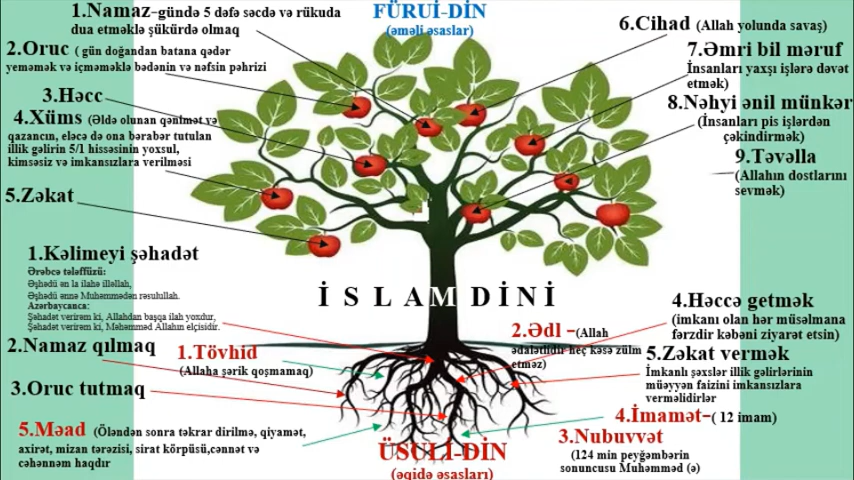 FÜRUİ-DİN
(əməli əsaslar)
1.Namaz-gündə 5 dəfə səcdə və rükuda
dua etməklə şükürdə olmaq
2.Oruc ( gün doğandan batana qədər
yeməmək və içməməklə bədənin və nəfsin pəhrizi
3.Həcc
4.Xüms (Əldə olunan qənimət və
qazancın, eləcə də ona bərabər tutulan
illik gəlirin 5/1 hissəsinin yoxsul,
kimsəsiz və imkansızlara verilməsi
5.Zəkat
6.Cihad (Allah yolunda savaş)
7.Əmri bil məruf
İnsanları yaxşı işlərə dəvət
etmək)
8.Nəhyi ənil münkər
(İnsanları pis işlərdən
çəkindirmək)
9.Təvəlla
(Allahın dostlarını
sevmək)
İSLAM DİNİ
1.Kəlimeyi şəhadət
Ərəbcə tələffüzü:
Əşhədü ən la ilahə illəllah,
Əşhədü ənnə Muhəmmədən rəsulullah.
Azərbaycanca:
Şəhadət verirəm ki, Allahdan başqa ilah yoxdur,
Şəhadət verirəm ki, Məhəmməd Allahın elçisidir.
2.Namaz qılmaq
3.Oruc tutmaq
4.Həccə getmək
(imkanı olan hər müsəlmana
fərzdir kəbəni ziyarət etsin)
5.Zəkat vermək
İmkanlı şəxslər illik gəlirlərinin
müəyyən faizini imkansızlara
verməlidirlər
1.Tövhid
(Allaha şərik qoşmamaq)
2.Ədl -(Allah
ədalətlidir heç kəsə zülm
etməz)
3.Nubuvvət
(124 min peyğəmbərin
sonuncusu Muhəmməd (ə)
4.İmamət-( 12 imam)
5.Məad (Öləndən sonra təkrar dirilmə, qiyamət,
axirət, mizan tərəzisi, sirat körpüsü,cənnət və
cəhənnəm haqdır
ÜSULİ-DİN
(əqidə əsasları)